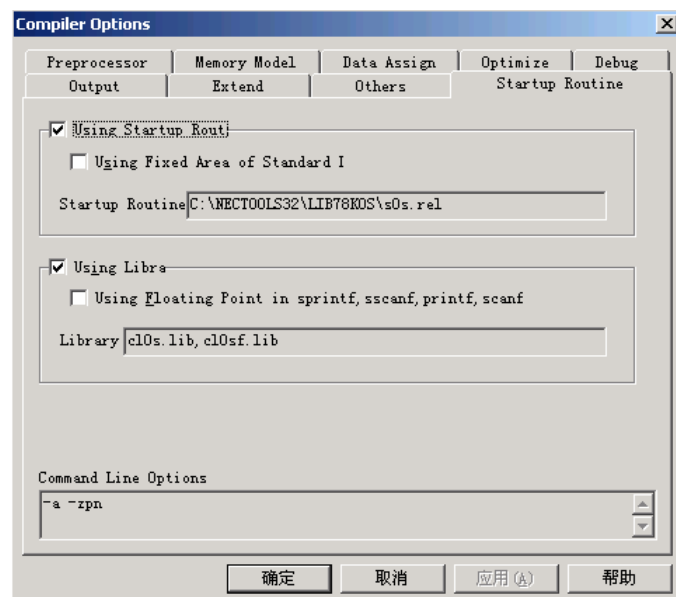 Compiler Options
Preprocessor Memory Model Data Assign Optimize Debug
Output Extend Others Startup Routine
Using Startup Rout
Using Fixed Area of Standard I
Startup Routine C:\NECTOOLS32\LIB78K0S\s0s.rel
Using Libra
Using Floating Point in sprintf, sscanf, printf, scanf
Library cl0s.lib, cl0sf.lib
Command Line Options
-a -zpn
确定 取消 应用(A) 帮助